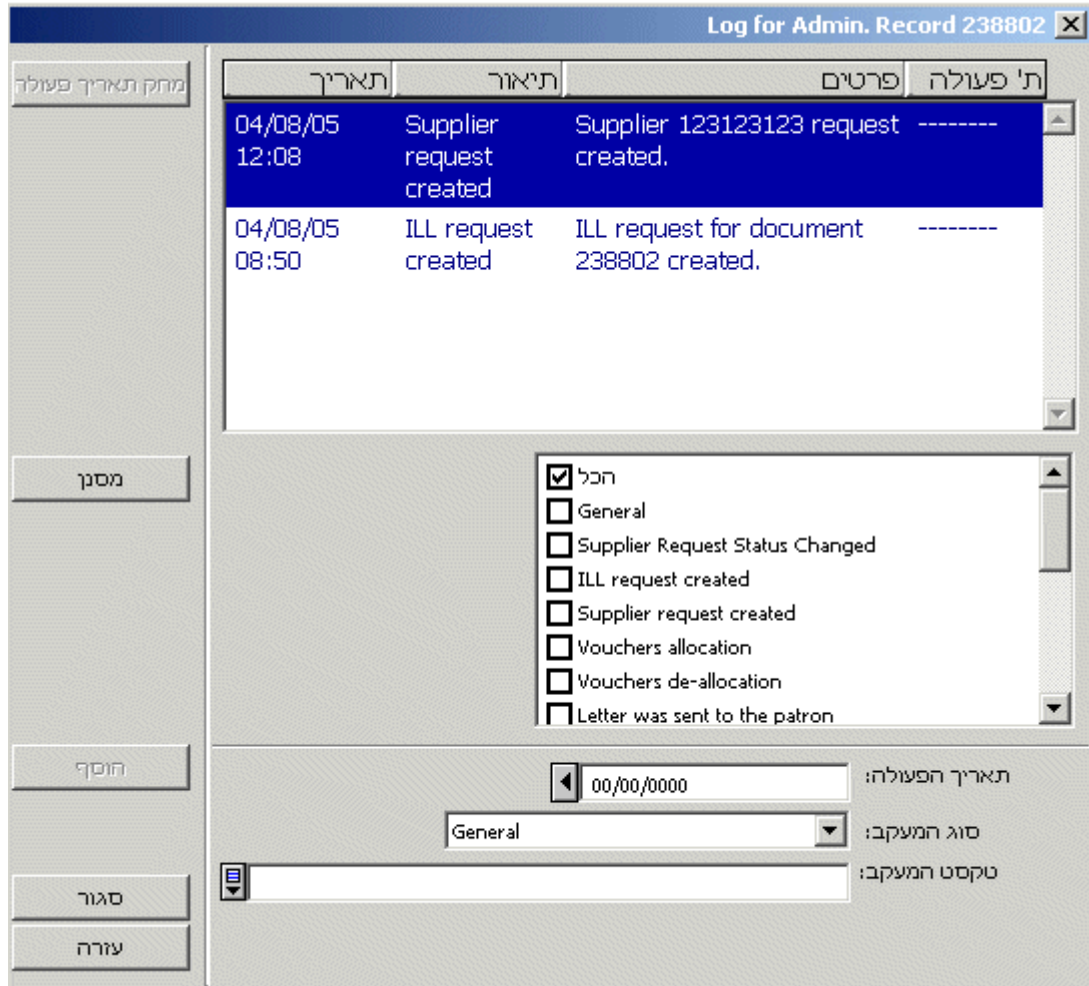 Log for Admin. Record 238802
מחק תאריך פעולה
תאריך תיאור פרטים ת' פעולה
04/08/05 Supplier Supplier 123123123 request --------
12:08 request created.
created
04/08/05 ILL request ILL request for document --------
08:50 created 238802 created.
מסנן
הכל
General
Supplier Request Status Changed
ILL request created
Supplier request created
Vouchers allocation
Vouchers de-allocation
Letter was sent to the patron
הוסף
תאריך הפעולה: 00/00/0000
סוג המעקב: General
טקסט המעקב:
סגור
עזרה